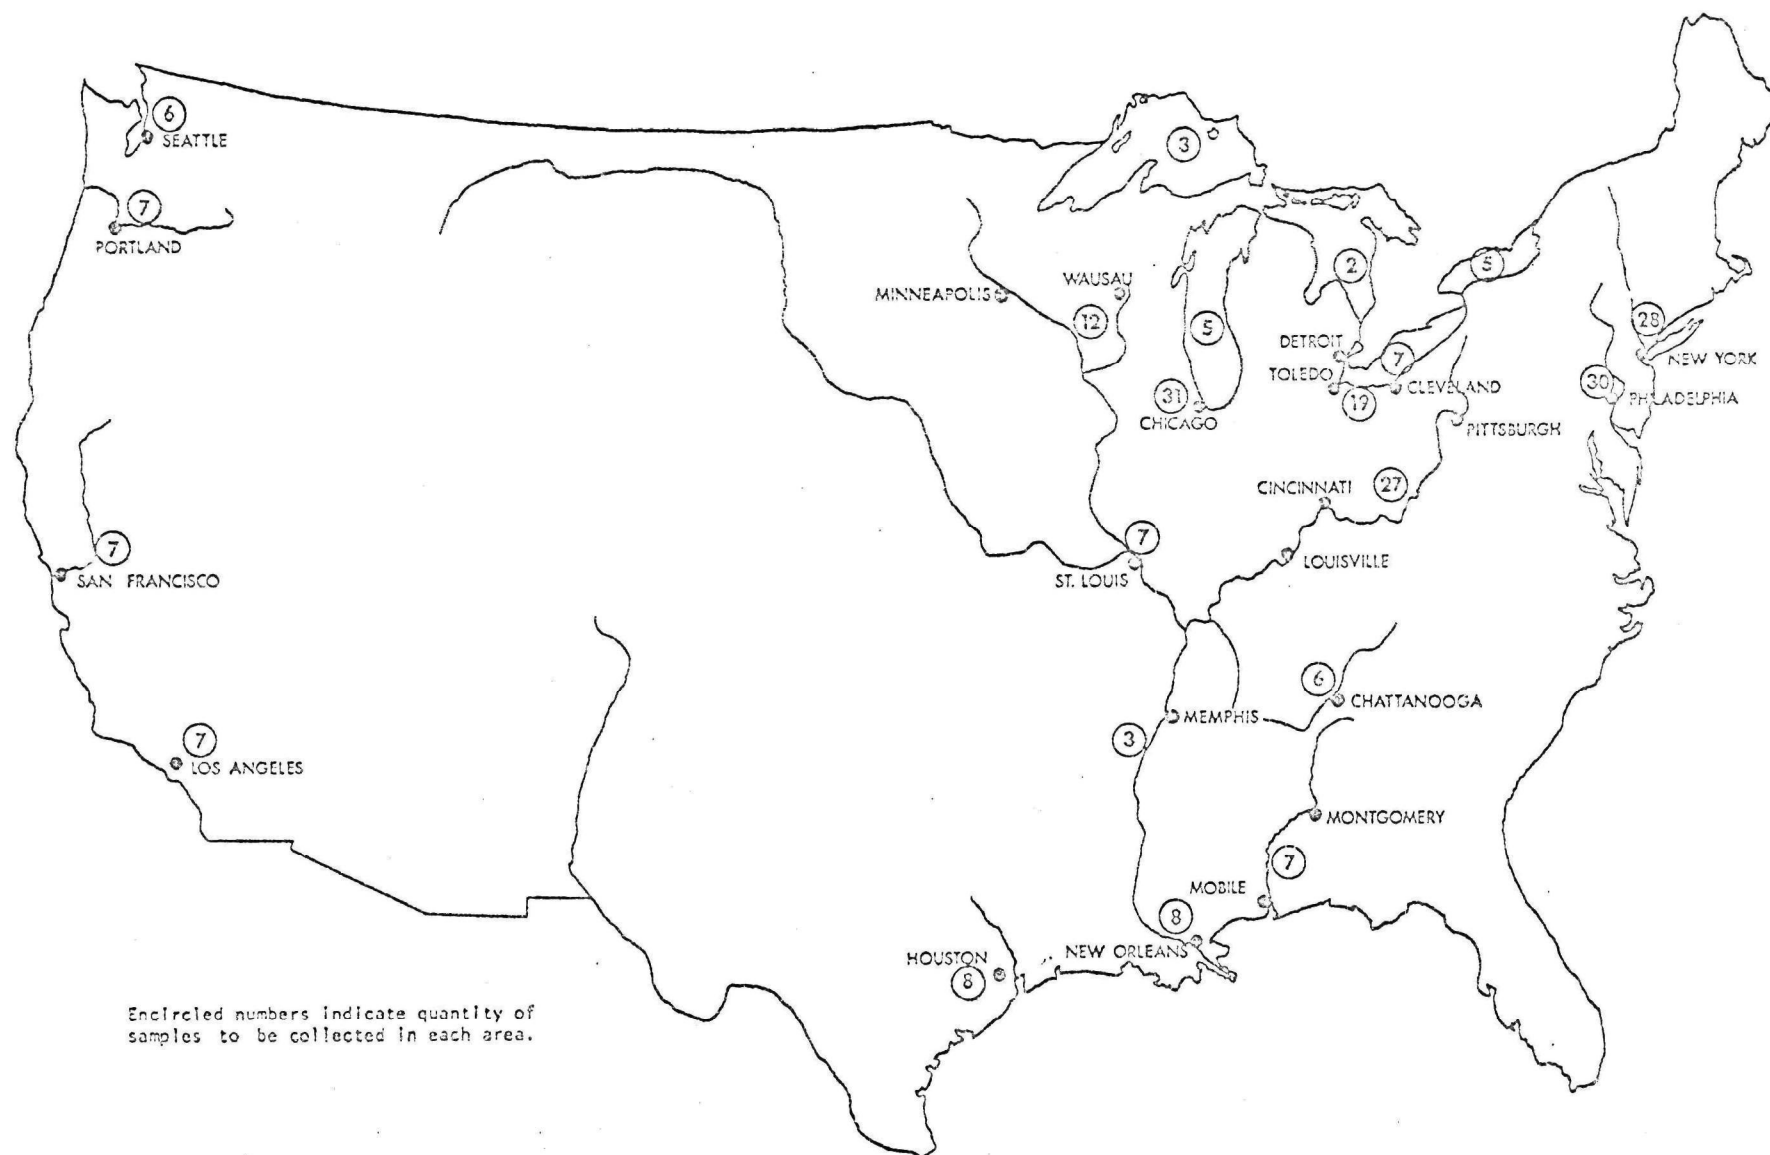 6
SEATTLE
3
7
PORTLAND
2
5
WAUSAU
MINNEAPOLIS
12
5
28
DETROIT
7
NEW YORK
TOLEDO
CLEVELAND
30
PHILADELPHIA
31
19
CHICAGO
PITTSBURGH
CINCINNATI
27
7
SAN FRANCISCO
7
ST. LOUIS
LOUISVILLE
6
CHATTANOOGA
MEMPHIS
7
LOS ANGELES
3
MONTGOMERY
7
MOBILE
8
NEW ORLEANS
HOUSTON
8
Encircled numbers indicate quantity of
samples to be collected in each area.